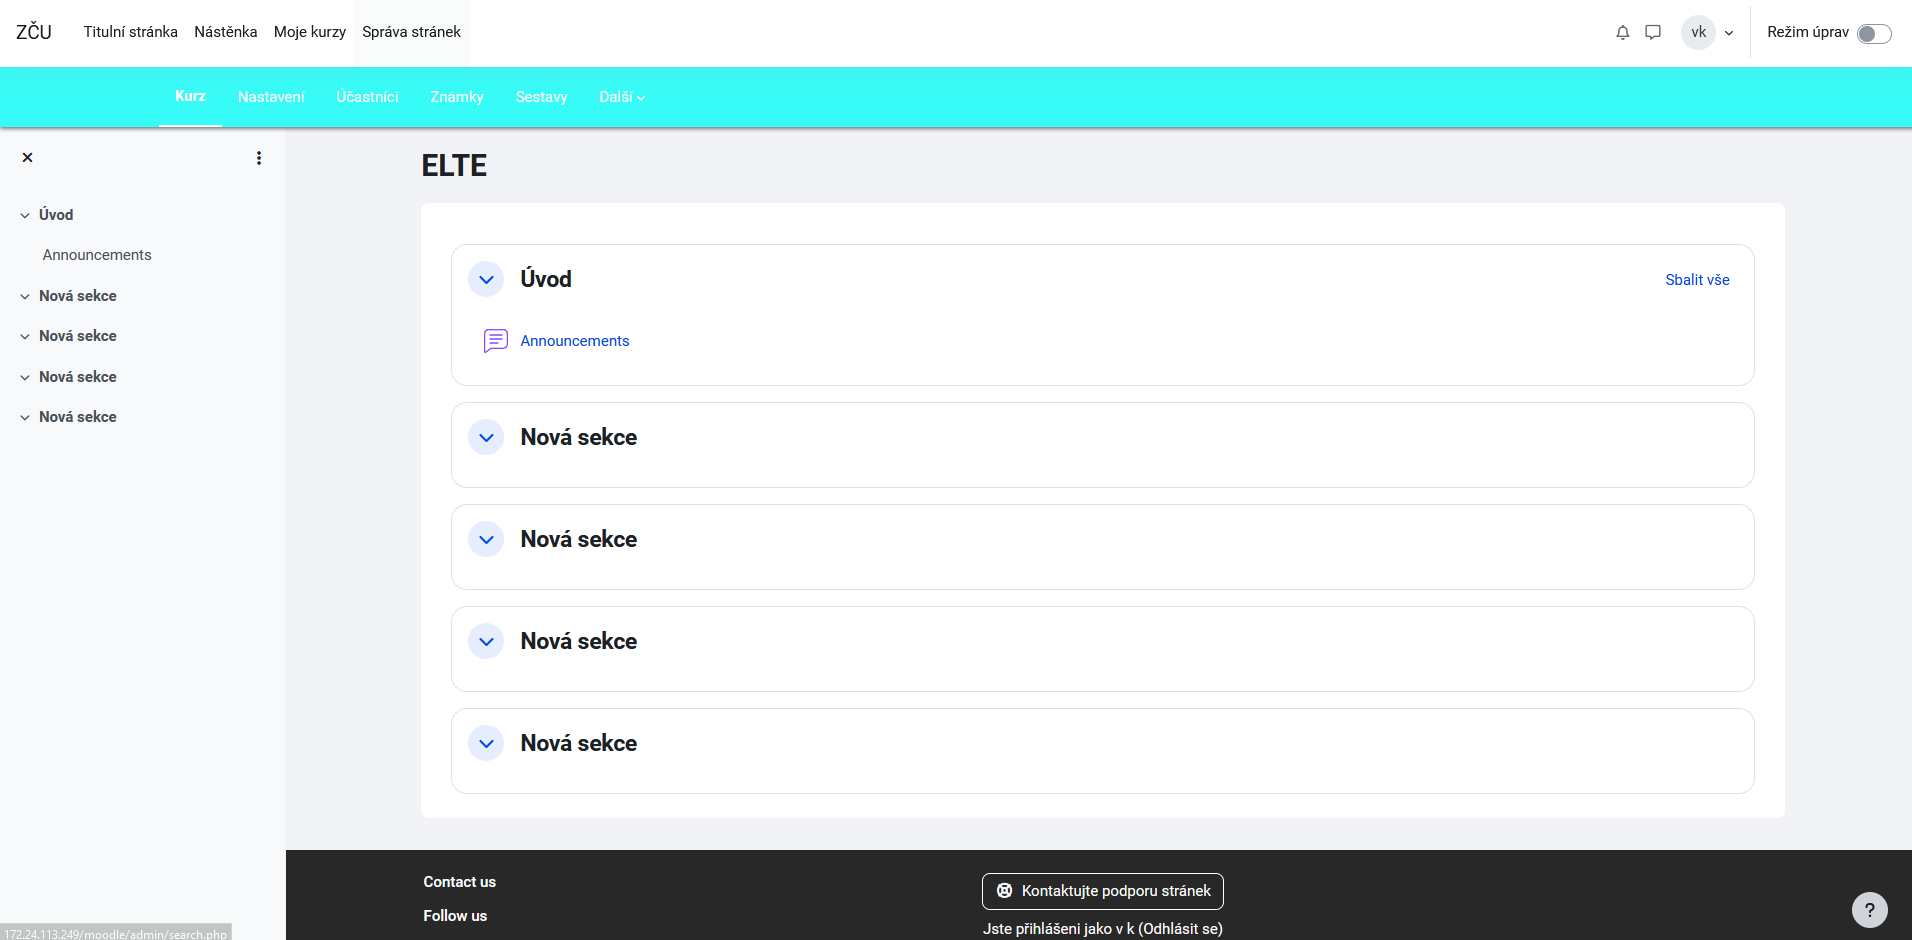 ZČU Titulní stránka Nástěnka Moje kurzy Správa stránek vk Režim úprav
Kurz Nastavení Účastníci Známky Sestavy Další
ELTE
Úvod
Announcements
Nová sekce
Nová sekce
Nová sekce
Nová sekce
Úvod Sbalit vše
Announcements
Nová sekce
Nová sekce
Nová sekce
Nová sekce
Contact us
Follow us
Kontaktujte podporu stránek
Jste přihlášeni jako v k (Odhlásit se)
?
172.24.113.249/moodle/admin/search.php